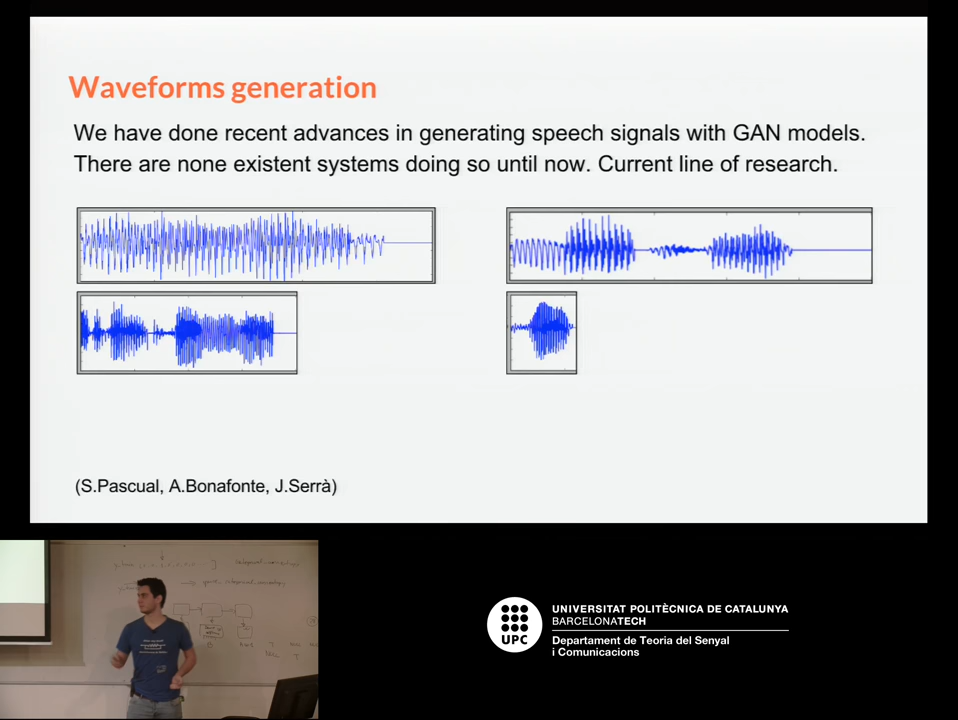 Waveforms generation
We have done recent advances in generating speech signals with GAN models.
There are none existent systems doing so until now. Current line of research.
(S.Pascual, A.Bonafonte, J.Serrà)
UPC
UNIVERSITAT POLITÈCNICA DE CATALUNYA
BARCELONATECH
Departament de Teoria del Senyal
i Comunicacions